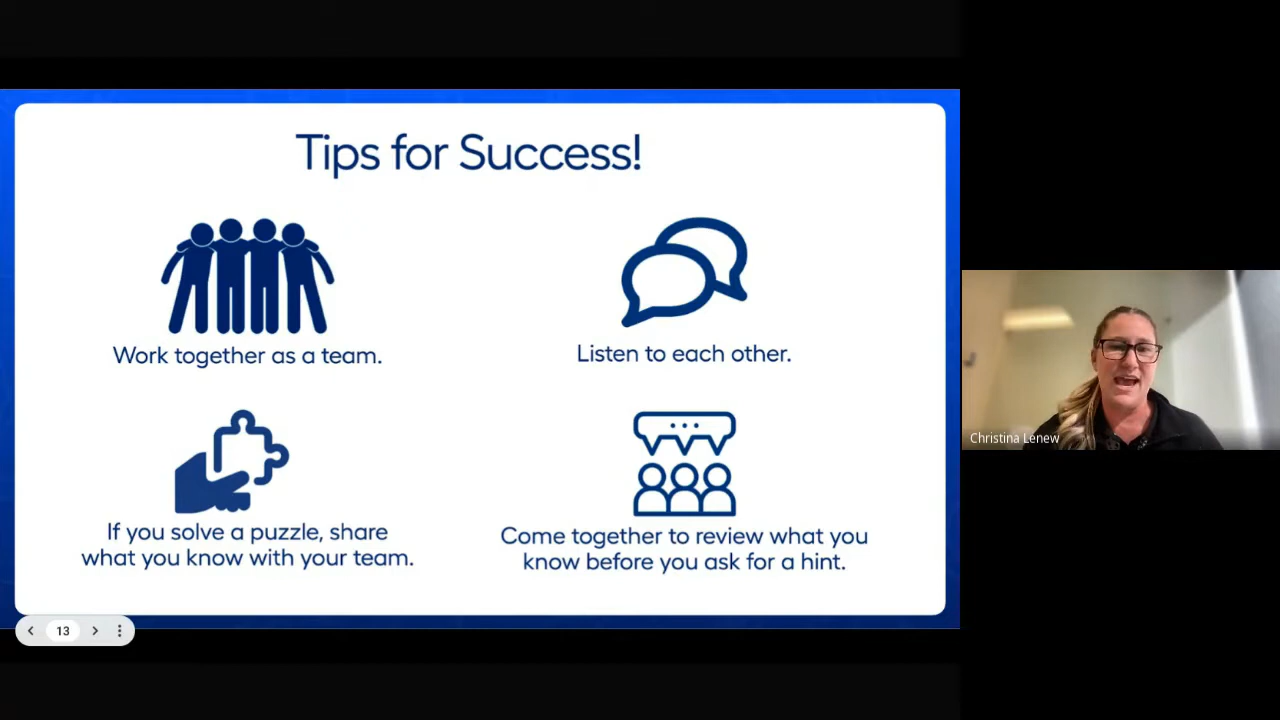 Tips for Success!
Work together as a team.
Listen to each other.
If you solve a puzzle, share
what you know with your team.
Come together to review what you
know before you ask for a hint.
13
Christina Lenew